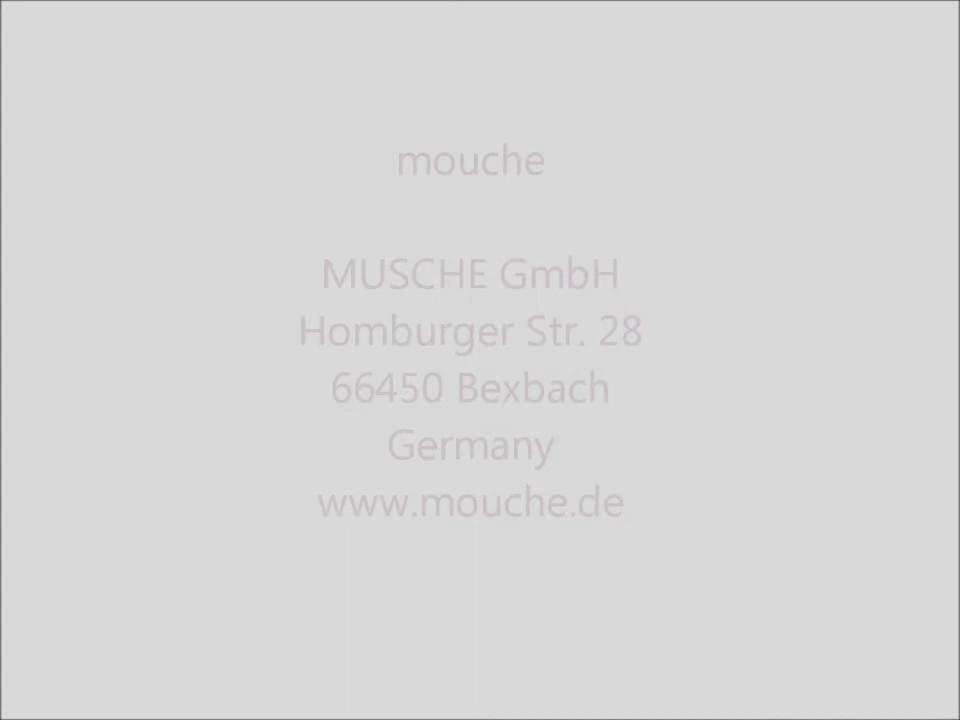 mouche
MUSCHE GmbH
Homburger Str. 28
66450 Bexbach
Germany
www.mouche.de